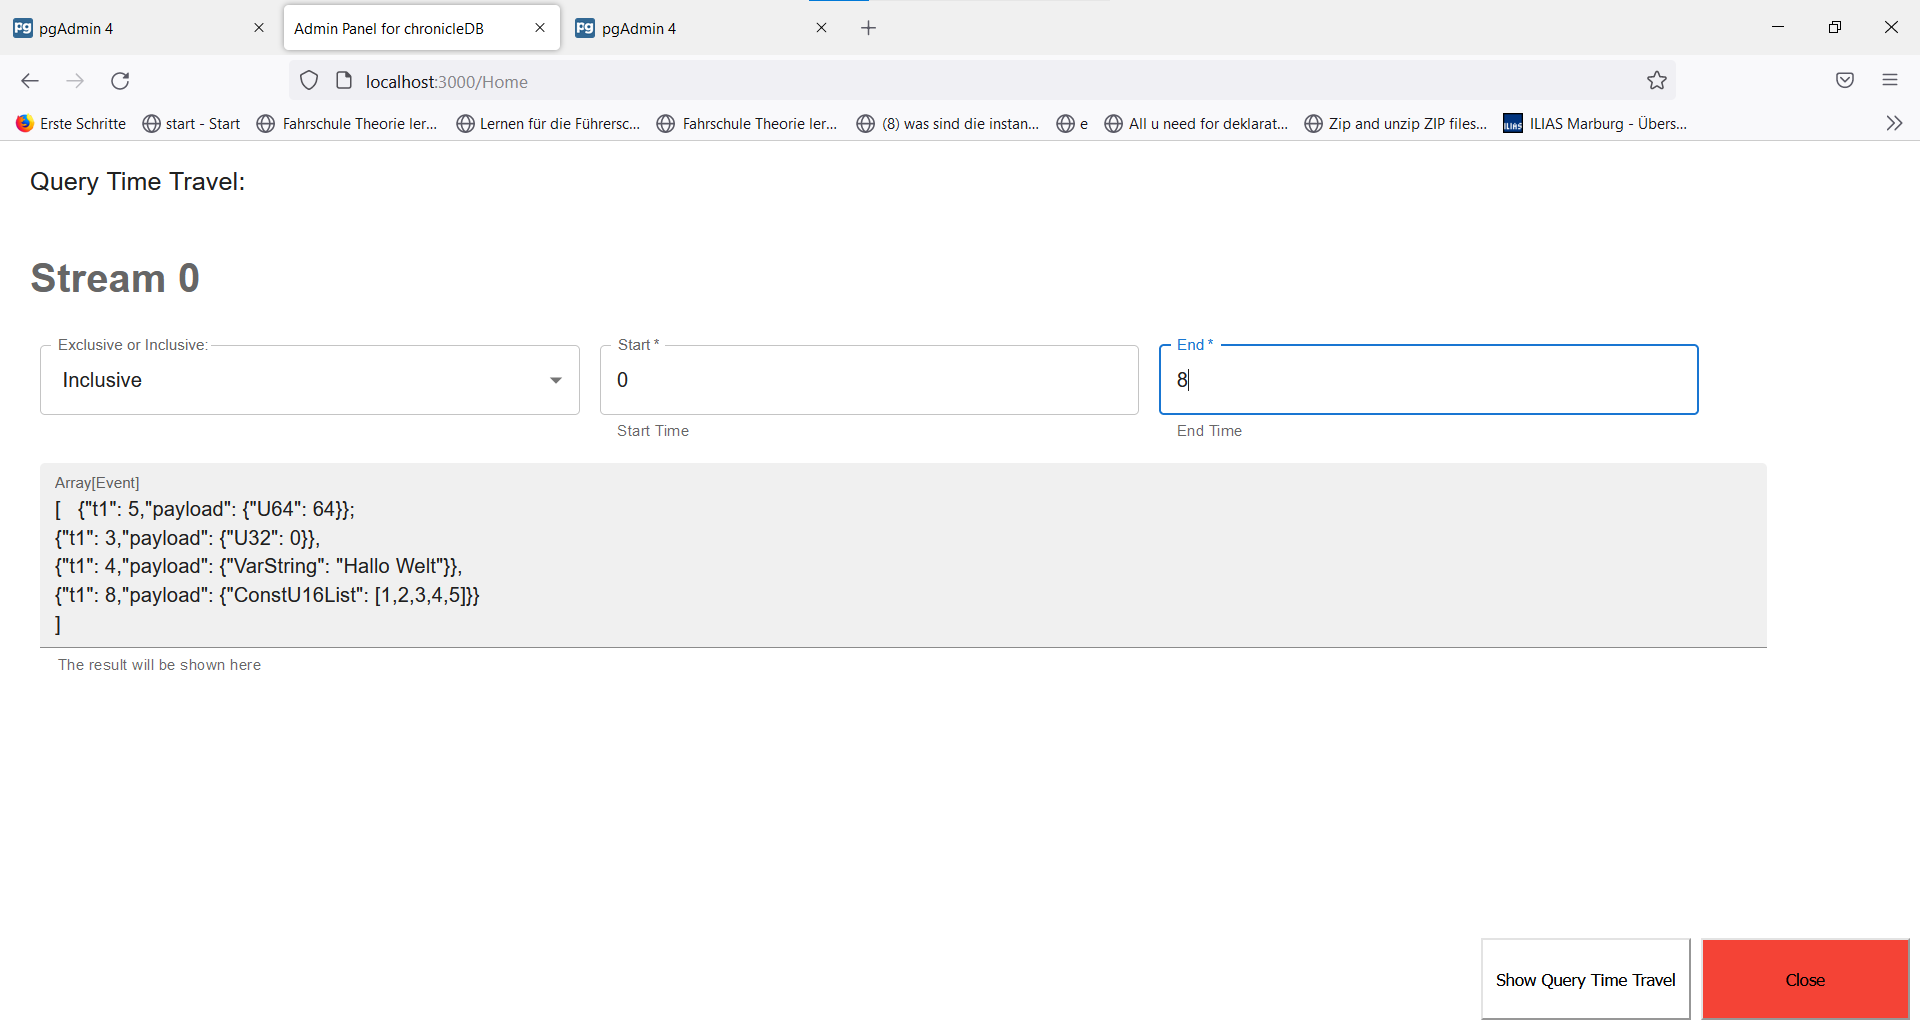 pgAdmin 4
Admin Panel for chronicleDB
pgAdmin 4
localhost:3000/Home
Erste Schritte
start - Start
Fahrschule Theorie ler...
Lernen für die Führersc...
Fahrschule Theorie ler...
(8) was sind die instan...
e
All u need for deklarat...
Zip and unzip ZIP files...
ILIAS Marburg - Übers...
Query Time Travel:
Stream 0
Exclusive or Inclusive:
Inclusive
Start *
0
Start Time
End *
8
End Time
Array[Event]
[   {"t1": 5,"payload": {"U64": 64}};
{"t1": 3,"payload": {"U32": 0}},
{"t1": 4,"payload": {"VarString": "Hallo Welt"}},
{"t1": 8,"payload": {"ConstU16List": [1,2,3,4,5]}}
]
The result will be shown here
Show Query Time Travel
Close